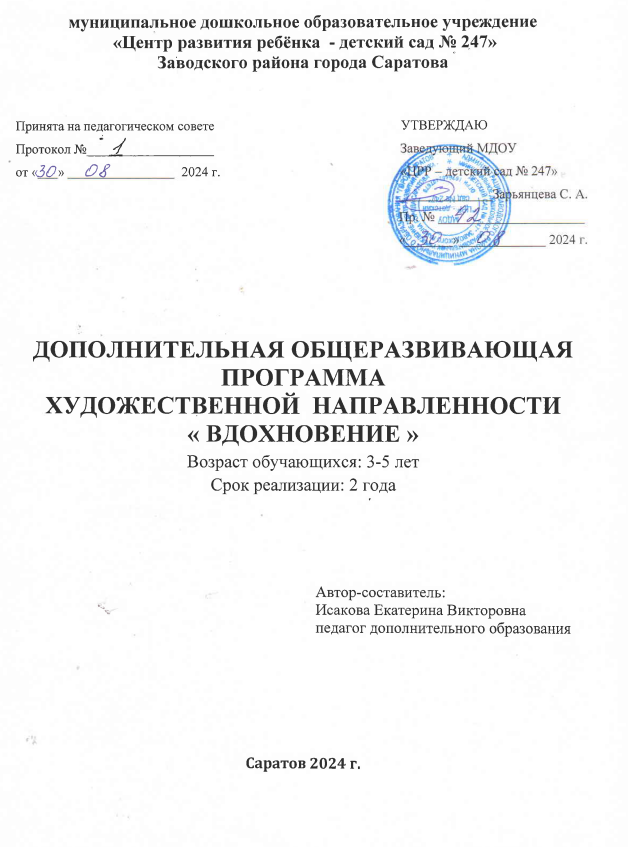 муниципальное дошкольное образовательное учреждение
«Центр развития ребёнка - детский сад № 247»
Заводского района города Саратова
Принята на педагогическом совете
Протокол № 1
от «30» 08 2024 г.
УТВЕРЖДАЮ
Заведующий МДОУ
«ЦРР – детский сад № 247»
Зарьянцева С. А.
Пр. № 42
«30» 08 2024 г.
ДОПОЛНИТЕЛЬНАЯ ОБЩЕРАЗВИВАЮЩАЯ
ПРОГРАММА
ХУДОЖЕСТВЕННОЙ НАПРАВЛЕННОСТИ
« ВДОХНОВЕНИЕ »
Возраст обучающихся: 3-5 лет
Срок реализации: 2 года
Автор-составитель:
Исакова Екатерина Викторовна
педагог дополнительного образования
Саратов 2024 г.